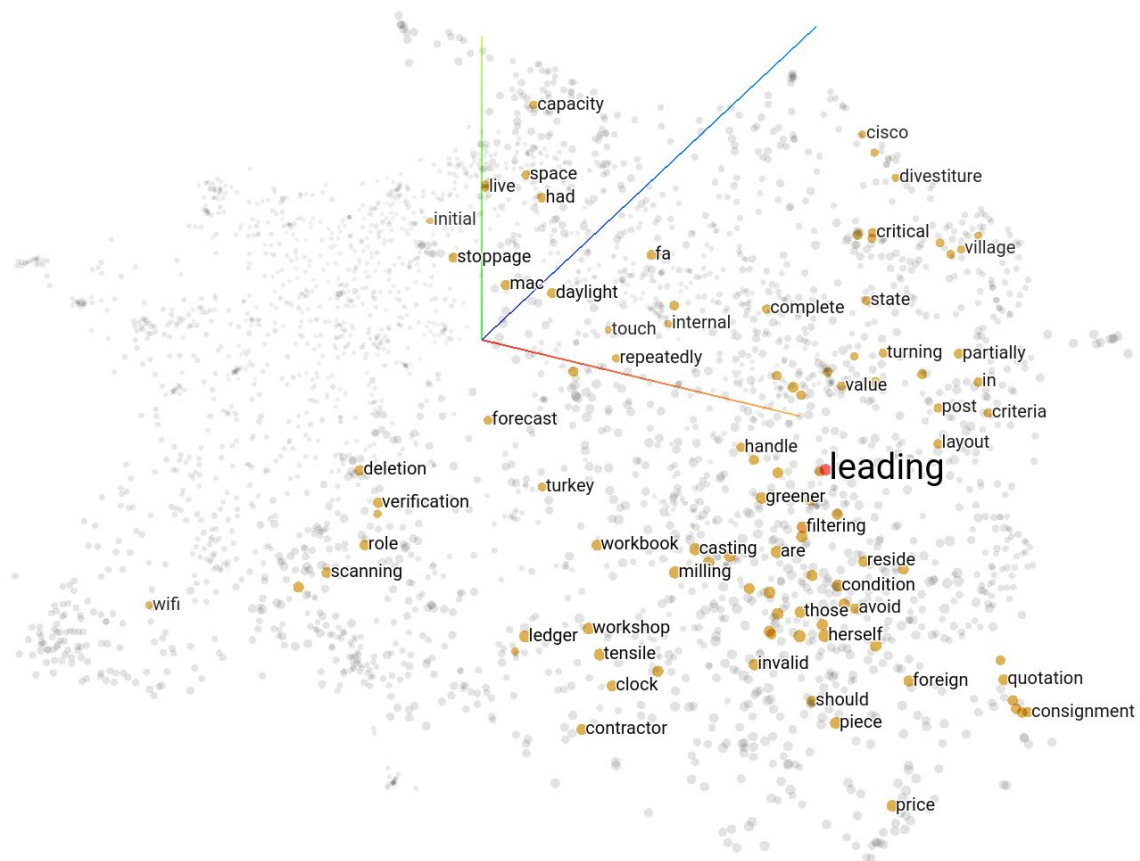 capacity
cisco
space
divestiture
live
had
initial
critical
village
stoppage
fa
mac
daylight
state
complete
internal
touch
repeatedly
turning
partially
value
in
post
criteria
forecast
layout
handle
leading
deletion
turkey
greener
verification
filtering
role
workbook
casting
are
reside
scanning
milling
condition
wifi
those
avoid
ledger
workshop
herself
tensile
invalid
clock
foreign
quotation
should
consignment
contractor
piece
price